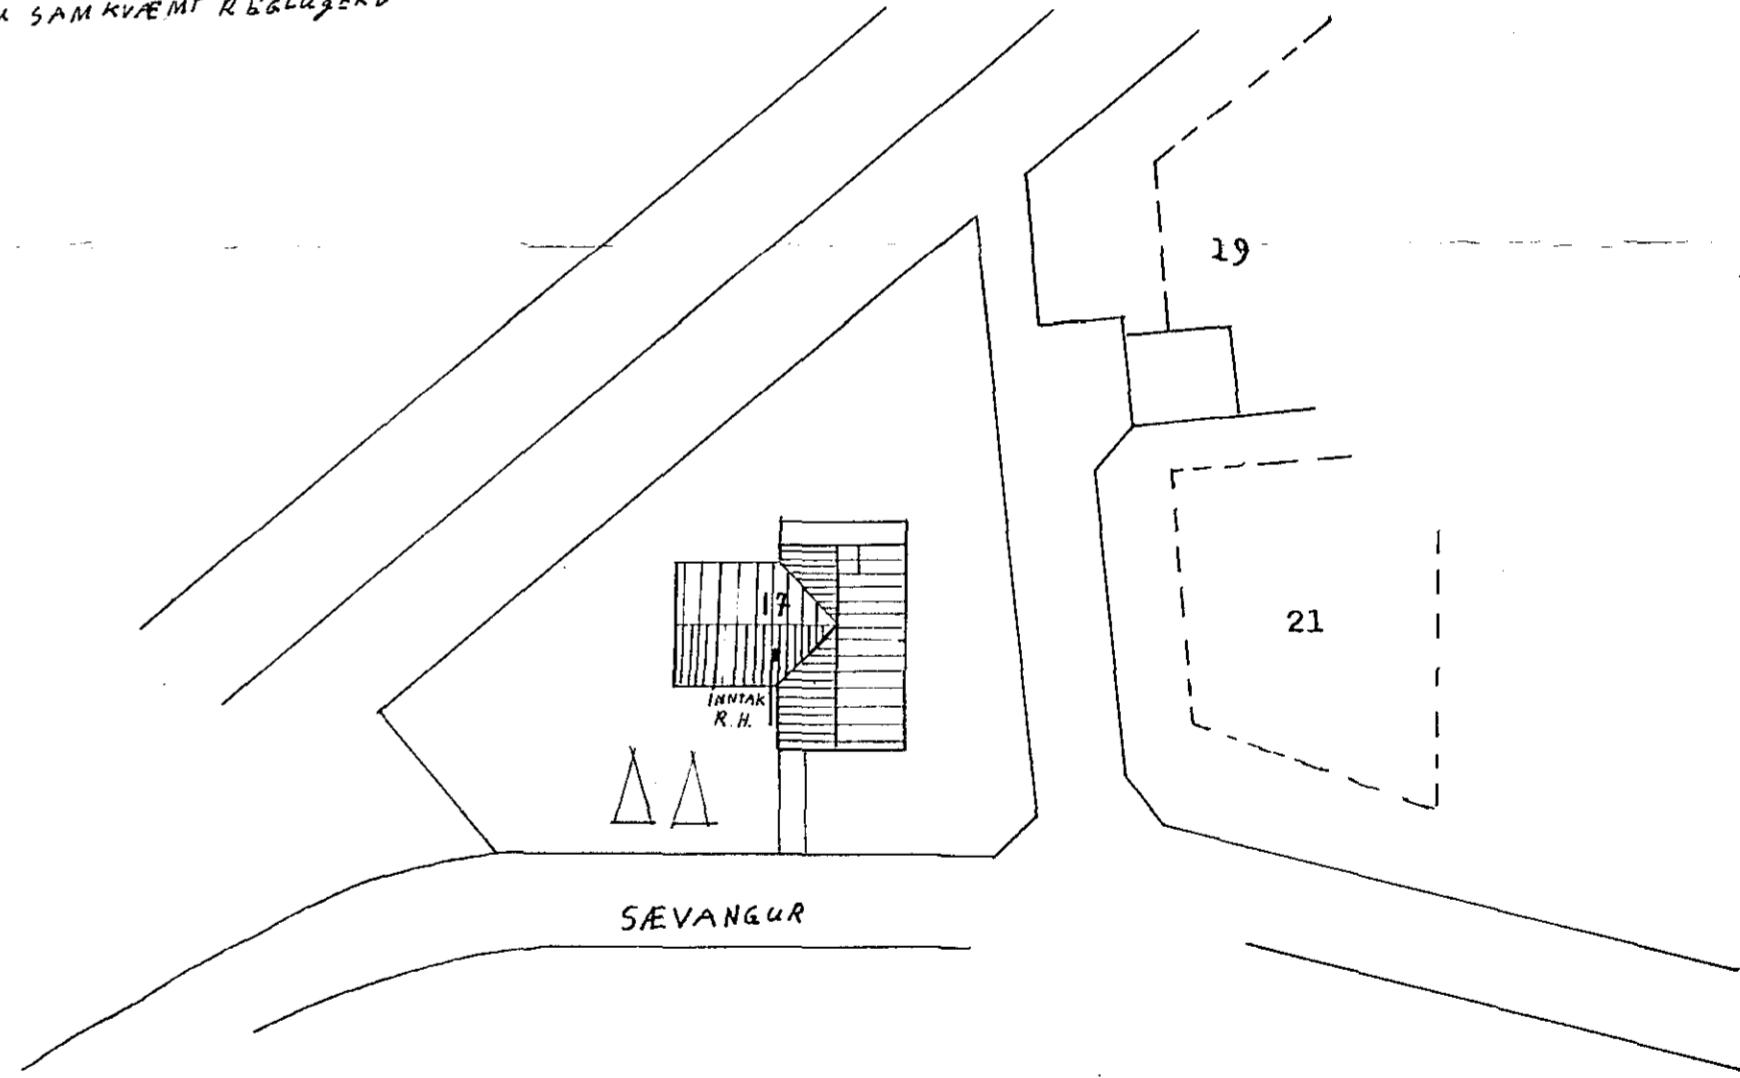 SAMKVÆMT REGLUGERÐ
19
17
21
INNTAK
R.H.
SÆVANGUR